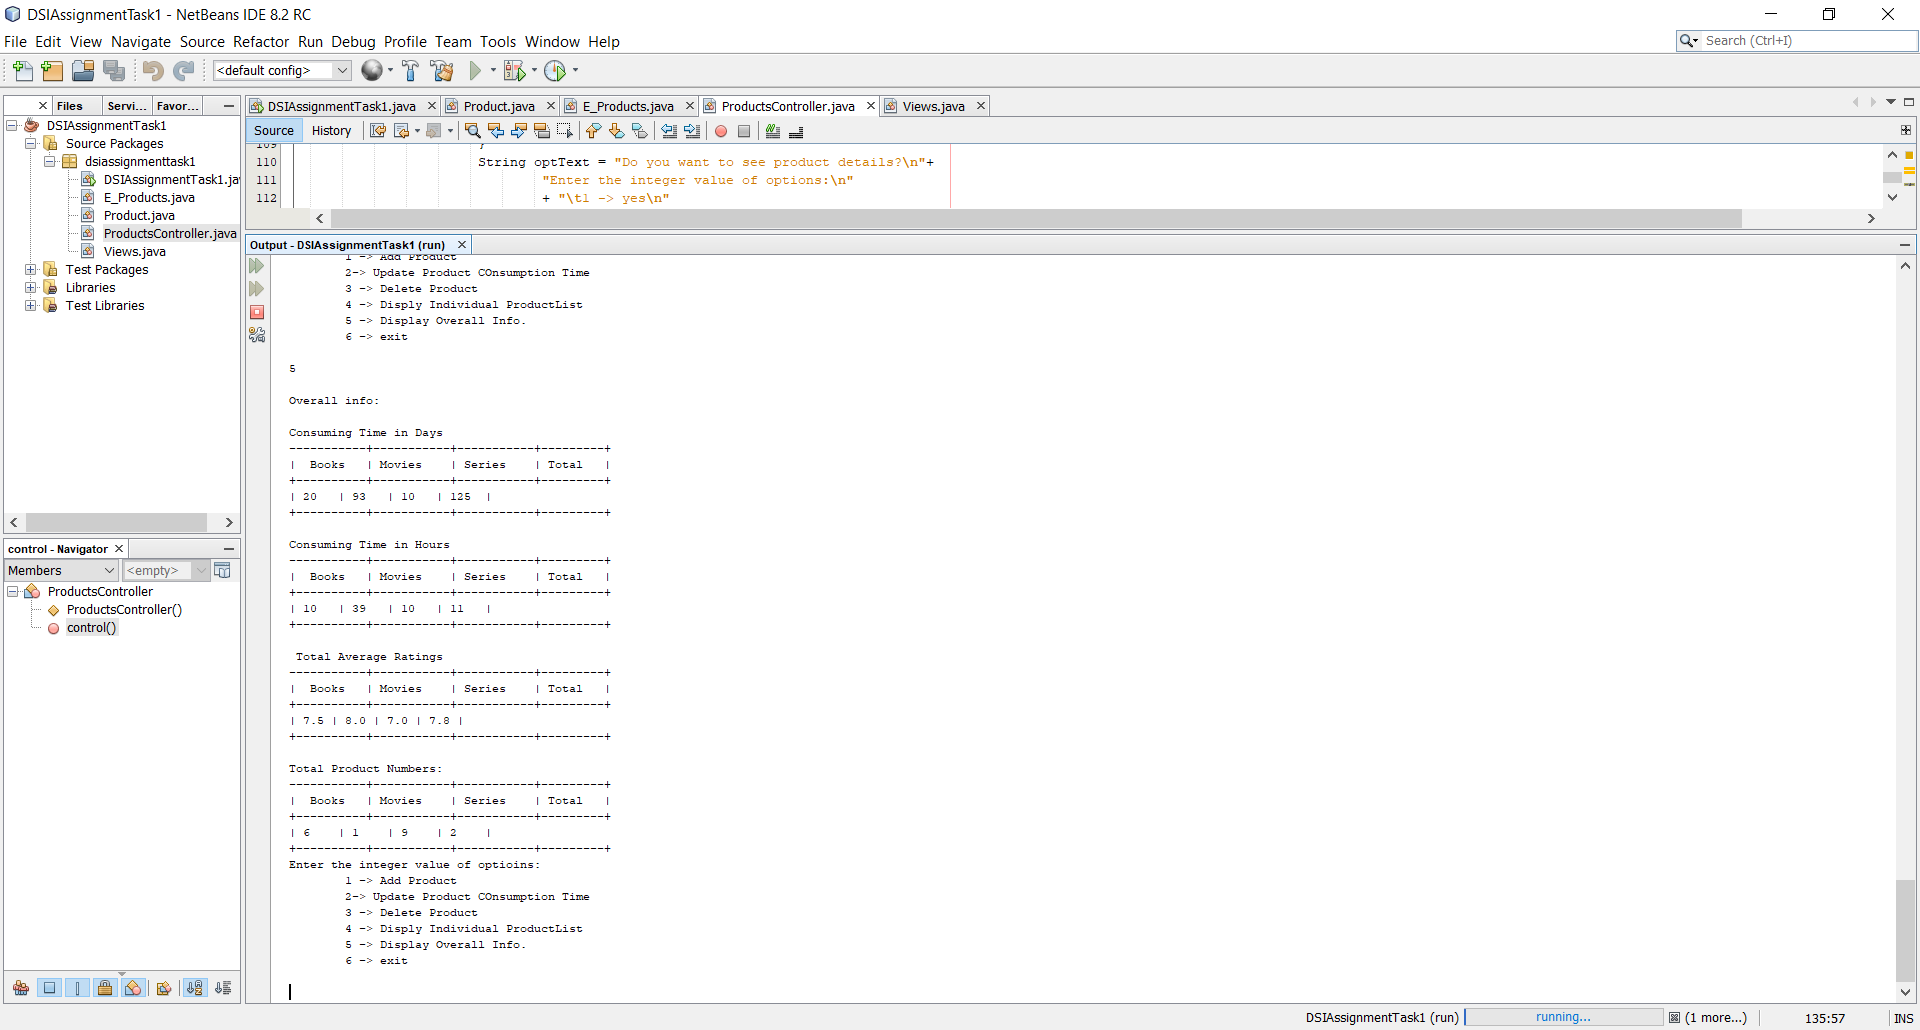 DSIAssignmentTask1 - NetBeans IDE 8.2 RC
File Edit View Navigate Source Refactor Run Debug Profile Team Tools Window Help
Search (Ctrl+I)
<default config>
Files Servi... Favor...
DSIAssignmentTask1.java Product.java E_Products.java ProductsController.java Views.java
DSIAssignmentTask1
Source Packages
dsiassignmenttask1
DSIAssignmentTask1.ja
E_Products.java
Product.java
ProductsController.java
Views.java
Test Packages
Libraries
Test Libraries
Source History
109 }
110 String optText = "Do you want to see product details?\n"+
111 "Enter the integer value of options:\n"
112 + "\t1 -> yes\n"
Output - DSIAssignmentTask1 (run)
1 -> Add Product
2-> Update Product COnsumption Time
3 -> Delete Product
4 -> Disply Individual ProductList
5 -> Display Overall Info.
6 -> exit
5
Overall info:
Consuming Time in Days
-----------+-----------+-----------+---------+
|  Books   | Movies    | Series    | Total   |
+----------+-----------+-----------+---------+
| 20   | 93   | 10   | 125  |
+----------+-----------+-----------+---------+
Consuming Time in Hours
-----------+-----------+-----------+---------+
|  Books   | Movies    | Series    | Total   |
+----------+-----------+-----------+---------+
| 10   | 39   | 10   | 11   |
+----------+-----------+-----------+---------+
Total Average Ratings
-----------+-----------+-----------+---------+
|  Books   | Movies    | Series    | Total   |
+----------+-----------+-----------+---------+
| 7.5 | 8.0 | 7.0 | 7.8 |
+----------+-----------+-----------+---------+
Total Product Numbers:
-----------+-----------+-----------+---------+
|  Books   | Movies    | Series    | Total   |
+----------+-----------+-----------+---------+
| 6    | 1    | 9    | 2    |
+----------+-----------+-----------+---------+
Enter the integer value of optioins:
1 -> Add Product
2-> Update Product COnsumption Time
3 -> Delete Product
4 -> Disply Individual ProductList
5 -> Display Overall Info.
6 -> exit
control - Navigator
Members <empty>
ProductsController
ProductsController()
control()
DSIAssignmentTask1 (run) running... (1 more...) 135:57 INS